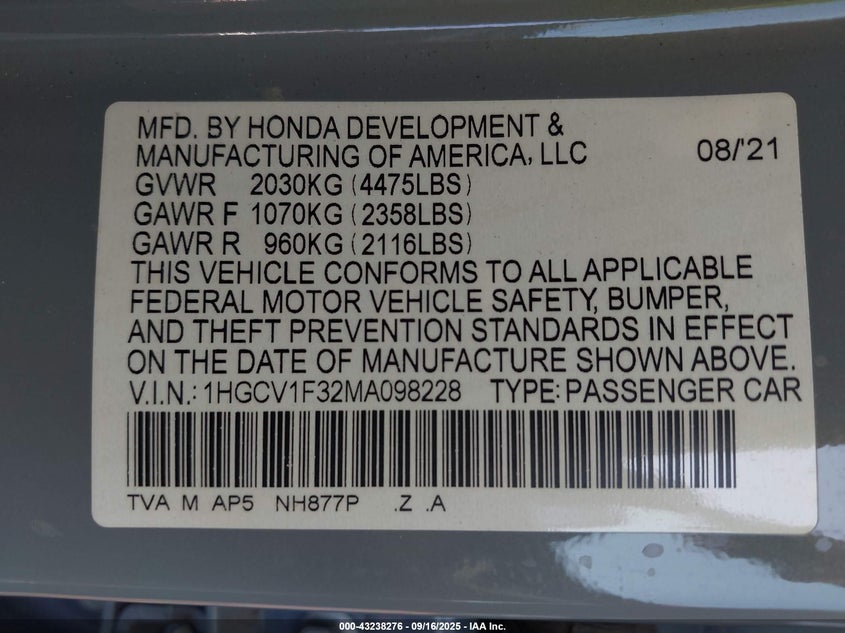 MFD. BY HONDA DEVELOPMENT &
MANUFACTURING OF AMERICA, LLC 08/'21
GVWR 2030KG (4475LBS)
GAWR F 1070KG (2358LBS)
GAWR R 960KG (2116LBS)
THIS VEHICLE CONFORMS TO ALL APPLICABLE
FEDERAL MOTOR VEHICLE SAFETY, BUMPER,
AND THEFT PREVENTION STANDARDS IN EFFECT
ON THE DATE OF MANUFACTURE SHOWN ABOVE.
V.I.N.: 1HGCV1F32MA098228 TYPE: PASSENGER CAR
TVA M AP5 NH877P .Z .A
000-43238276 - 09/16/2025 - IAA Inc.